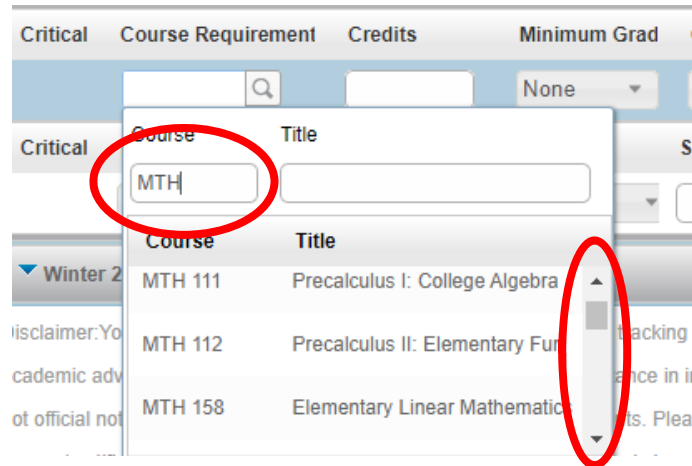 Critical Course Requirement Credits Minimum Grad
None
Course Title
Critical
MTH
Course Title
Winter 2
MTH 111 Precalculus I: College Algebra
isclaimer:Yo tracking
MTH 112 Precalculus II: Elementary Fun
cademic adv ance in i
MTH 158 Elementary Linear Mathematics
ot official not ts. Plea